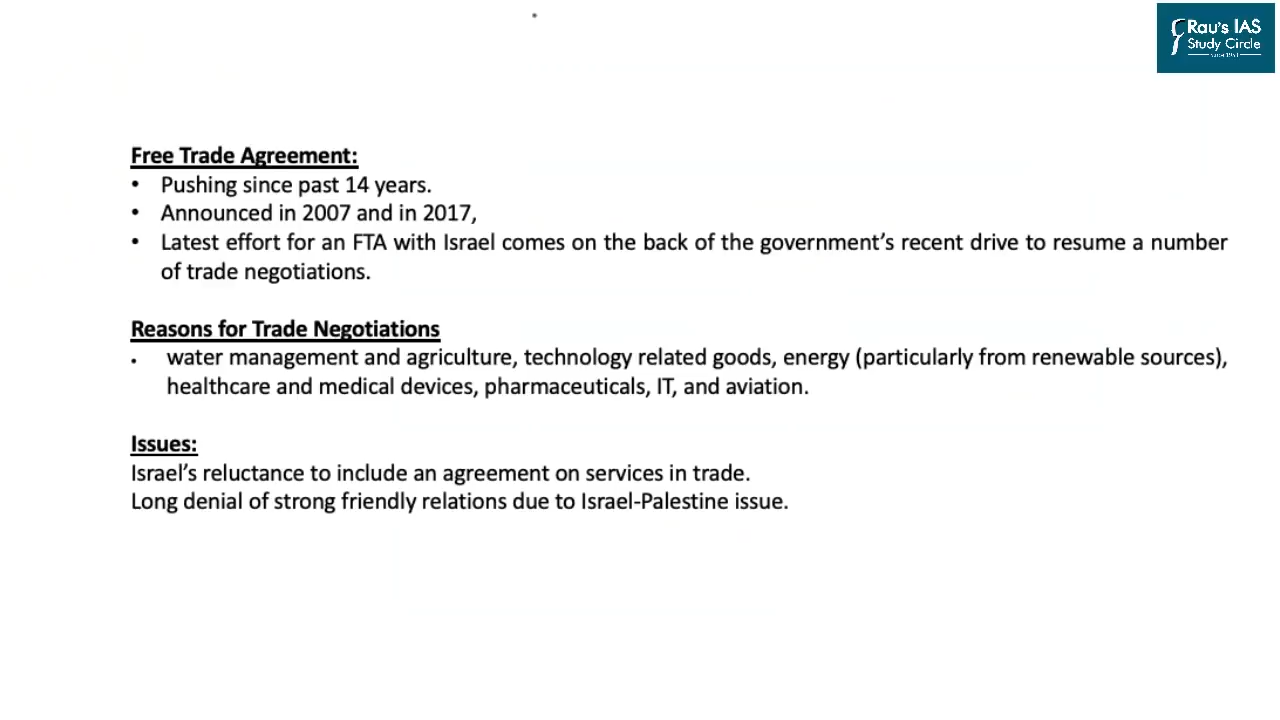 Rau's IAS
Study Circle
Free Trade Agreement:
• Pushing since past 14 years.
• Announced in 2007 and in 2017,
• Latest effort for an FTA with Israel comes on the back of the government's recent drive to resume a number
of trade negotiations.
Reasons for Trade Negotiations
• water management and agriculture, technology related goods, energy (particularly from renewable sources),
healthcare and medical devices, pharmaceuticals, IT, and aviation.
Issues:
Israel's reluctance to include an agreement on services in trade.
Long denial of strong friendly relations due to Israel-Palestine issue.